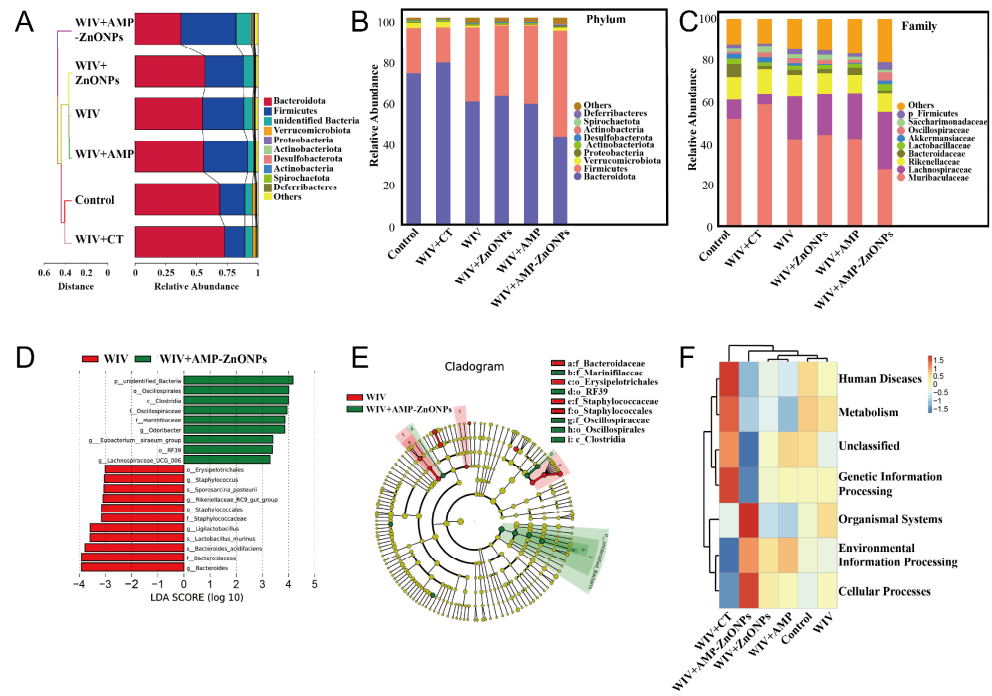 A
WIV+AMP
-ZnONPs
WIV+
ZnONPs
WIV
WIV+AMP
Control
WIV+CT
0.6 0.4 0.2 0
Distance
0 0.25 0.5 0.75 1
Relative Abundance
Bacteroidota
Firmicutes
unidentified Bacteria
Verrucomicrobiota
Proteobacteria
Actinobacteriota
Desulfobacterota
Actinobacteria
Spirochaetota
Deferribacteres
Others
B
Phylum
Relative Abundance
100
80
60
40
20
0
Control
WIV+CT
WIV
WIV+ZnONPs
WIV+AMP
WIV+AMP-ZnONPs
Others
Deferribacteres
Spirochaetota
Actinobacteria
Desulfobacterota
Actinobacteriota
Proteobacteria
Verrucomicrobiota
Firmicutes
Bacteroidota
C
Family
Relative Abundance
100
80
60
40
20
0
Control
WIV+CT
WIV
WIV+ZnONPs
WIV+AMP
WIV+AMP-ZnONPs
Others
p_Firmicutes
Saccharimonadaceae
Oscillospiraceae
Akkermansiaceae
Lactobacillaceae
Bacteroidaceae
Rikenellaceae
Lachnospiraceae
Muribaculaceae
D
WIV
WIV+AMP-ZnONPs
p__unidentified_Bacteria
o__Oscillospirales
c__Clostridia
f__Oscillospiraceae
f__Marinifilaceae
g__Odoribacter
g__Eubacterium_siraeum_group
o__RF39
g__Lachnospiraceae_UCG_006
o__Erysipelotrichales
g__Staphylococcus
s__Sporosarcina_pasteurii
g__Rikenellaceae_RC9_gut_group
o__Staphylococcales
f__Staphylococcaceae
g__Ligilactobacillus
s__Lactobacillus_murinus
s__Bacteroides_acidifaciens
f__Bacteroidaceae
g__Bacteroides
−4 −3 −2 −1 0 1 2 3 4 5
LDA SCORE (log 10)
E
Cladogram
WIV
WIV+AMP-ZnONPs
a:f_Bacteroidaceae
b:f_Marinifilaceae
c:o_Erysipelotrichales
d:o_RF39
e:f_Staphylococcaceae
f:o_Staphylococcales
g:f_Oscillospiraceae
h:o_Oscillospirales
i: c_Clostridia
F
1.5
1
0.5
0
−0.5
−1
−1.5
Human Diseases
Metabolism
Unclassified
Genetic Information
Processing
Organismal Systems
Environmental
Information Processing
Cellular Processes
WIV+CT
WIV+AMP-ZnONPs
WIV+ZnONPs
WIV+AMP
Control
WIV